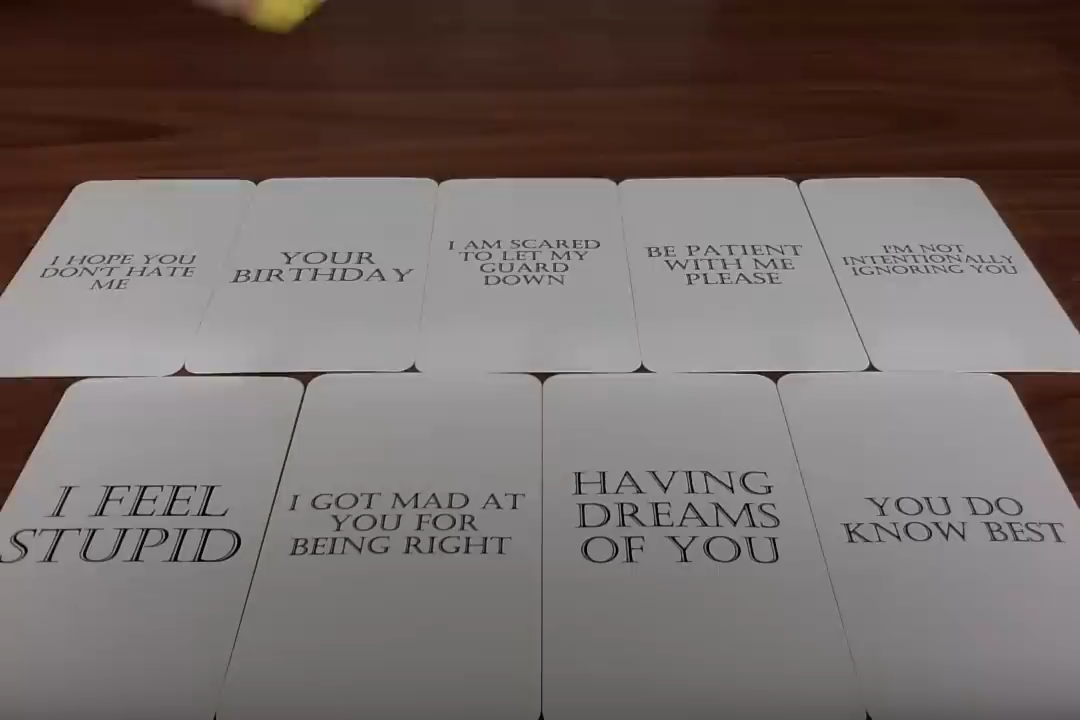 I HOPE YOU
DON'T HATE
ME
YOUR
BIRTHDAY
I AM SCARED
TO LET MY
GUARD
DOWN
BE PATIENT
WITH ME
PLEASE
I'M NOT
INTENTIONALLY
IGNORING YOU
I FEEL
STUPID
I GOT MAD AT
YOU FOR
BEING RIGHT
HAVING
DREAMS
OF YOU
YOU DO
KNOW BEST